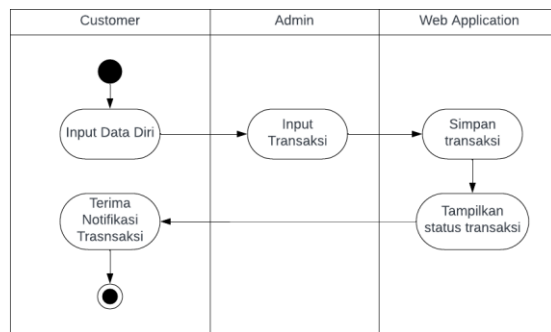 Customer
Admin
Web Application
Input Data Diri
Input
Transaksi
Simpan
transaksi
Terima
Notifikasi
Trasnsaksi
Tampilkan
status transaksi